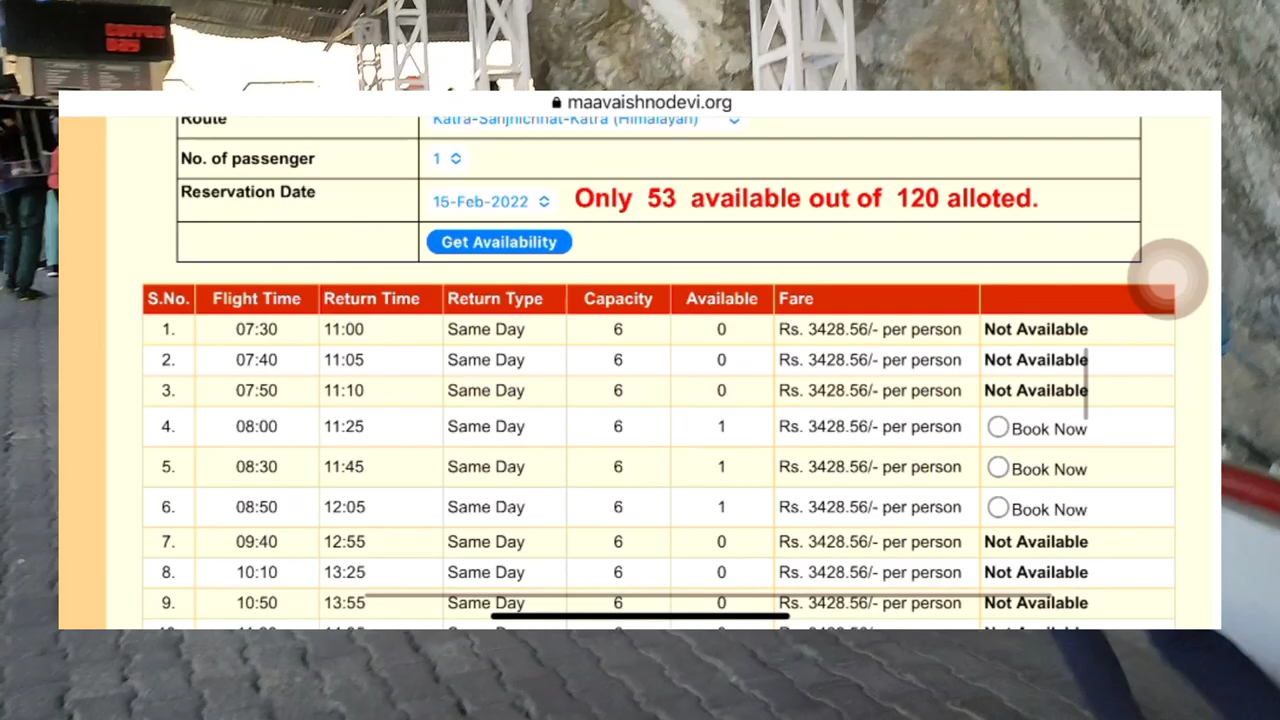 COFFEE
DAY
maavaishnodevi.org
Route Katra-Sanjhichhat-Katra (Himalayan)
No. of passenger 1
Reservation Date 15-Feb-2022 Only 53 available out of 120 alloted.
Get Availability
S.No. Flight Time Return Time Return Type Capacity Available Fare
1. 07:30 11:00 Same Day 6 0 Rs. 3428.56/- per person Not Available
2. 07:40 11:05 Same Day 6 0 Rs. 3428.56/- per person Not Available
3. 07:50 11:10 Same Day 6 0 Rs. 3428.56/- per person Not Available
4. 08:00 11:25 Same Day 6 1 Rs. 3428.56/- per person Book Now
5. 08:30 11:45 Same Day 6 1 Rs. 3428.56/- per person Book Now
6. 08:50 12:05 Same Day 6 1 Rs. 3428.56/- per person Book Now
7. 09:40 12:55 Same Day 6 0 Rs. 3428.56/- per person Not Available
8. 10:10 13:25 Same Day 6 0 Rs. 3428.56/- per person Not Available
9. 10:50 13:55 Same Day 6 0 Rs. 3428.56/- per person Not Available